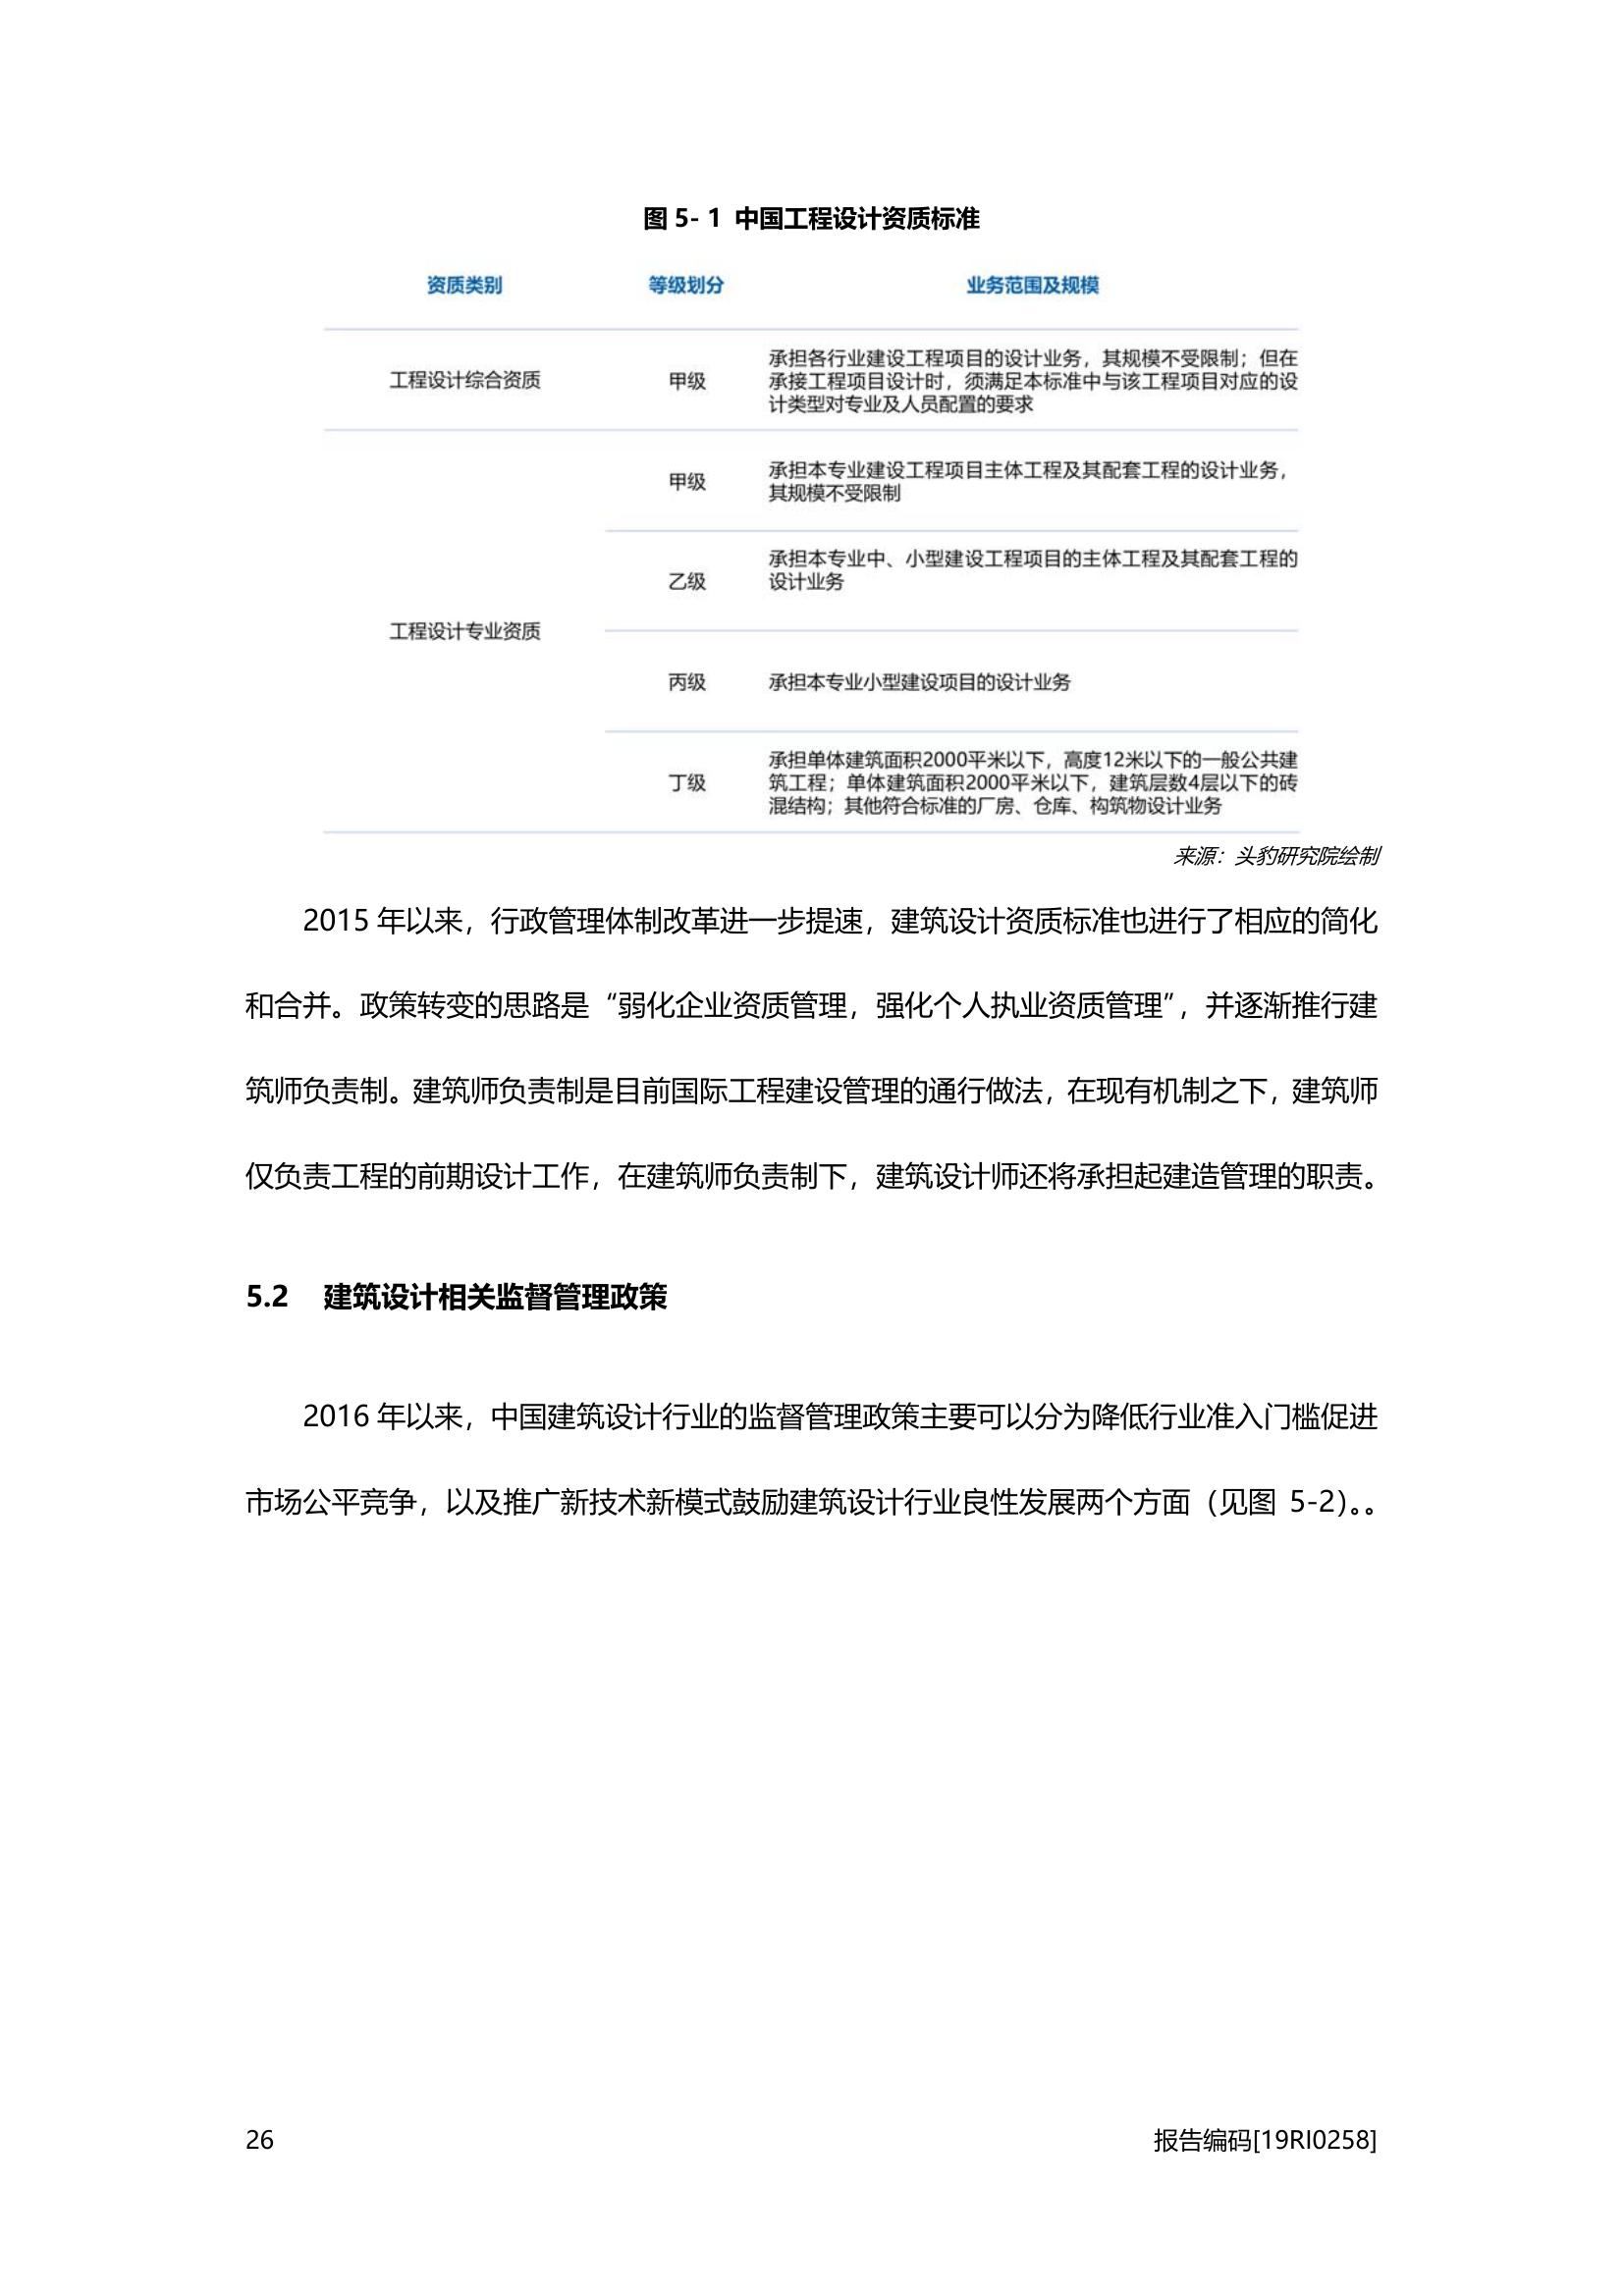 图 5- 1 中国工程设计资质标准
资质类别 等级划分 业务范围及规模
工程设计综合资质 甲级
承担各行业建设工程项目的设计业务，其规模不受限制；但在
承接工程项目设计时，须满足本标准中与该工程项目对应的设
计类型对专业及人员配置的要求
工程设计专业资质
甲级
承担本专业建设工程项目主体工程及其配套工程的设计业务，
其规模不受限制
乙级
承担本专业中、小型建设工程项目的主体工程及其配套工程的
设计业务
丙级 承担本专业小型建设项目的设计业务
丁级
承担单体建筑面积2000平米以下，高度12米以下的一般公共建
筑工程；单体建筑面积2000平米以下，建筑层数4层以下的砖
混结构；其他符合标准的厂房、仓库、构筑物设计业务
来源：头豹研究院绘制
2015 年以来，行政管理体制改革进一步提速，建筑设计资质标准也进行了相应的简化
和合并。政策转变的思路是“弱化企业资质管理，强化个人执业资质管理”，并逐渐推行建
筑师负责制。建筑师负责制是目前国际工程建设管理的通行做法，在现有机制之下，建筑师
仅负责工程的前期设计工作，在建筑师负责制下，建筑设计师还将承担起建造管理的职责。
5.2 建筑设计相关监督管理政策
2016 年以来，中国建筑设计行业的监督管理政策主要可以分为降低行业准入门槛促进
市场公平竞争，以及推广新技术新模式鼓励建筑设计行业良性发展两个方面（见图 5-2）。。
26 报告编码[19RI0258]